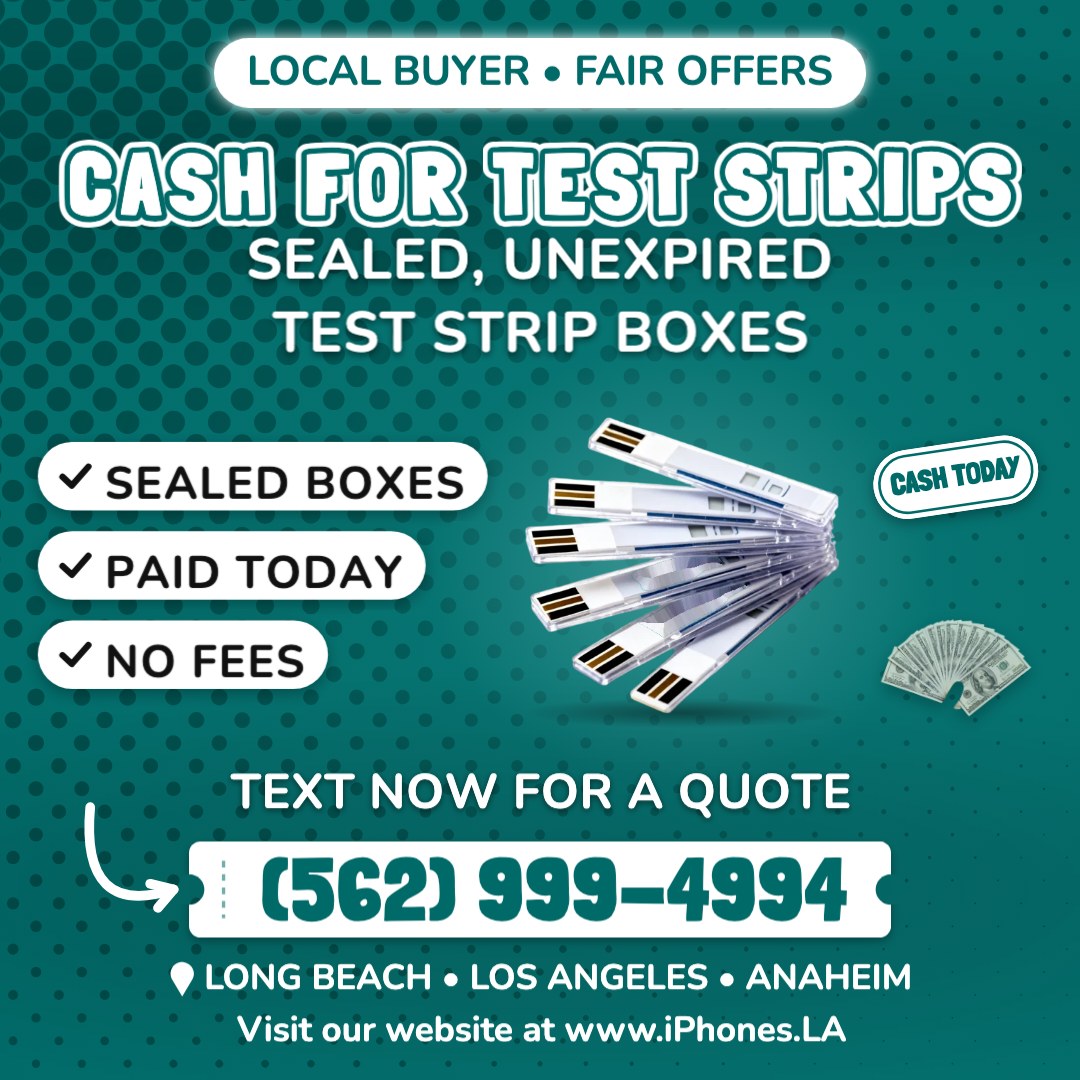 LOCAL BUYER • FAIR OFFERS
CASH FOR TEST STRIPS
SEALED, UNEXPIRED
TEST STRIP BOXES
✓ SEALED BOXES
✓ PAID TODAY
✓ NO FEES
CASH TODAY
TEXT NOW FOR A QUOTE
(562) 999-4994
LONG BEACH • LOS ANGELES • ANAHEIM
Visit our website at www.iPhones.LA